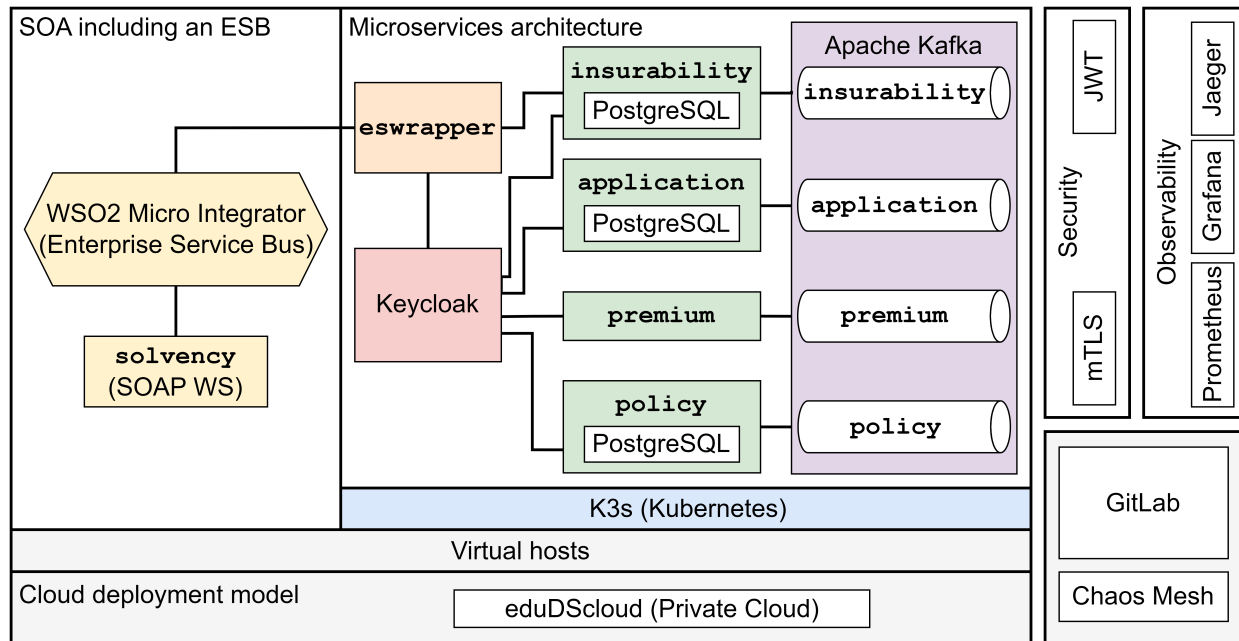 SOA including an ESB
WSO2 Micro Integrator
(Enterprise Service Bus)
solvency
(SOAP WS)
Microservices architecture
eswrapper
Keycloak
insurability
PostgreSQL
application
PostgreSQL
premium
policy
PostgreSQL
Apache Kafka
insurability
application
premium
policy
K3s (Kubernetes)
Virtual hosts
Cloud deployment model
eduDScloud (Private Cloud)
Security
JWT
mTLS
Observability
Jaeger
Grafana
Prometheus
GitLab
Chaos Mesh